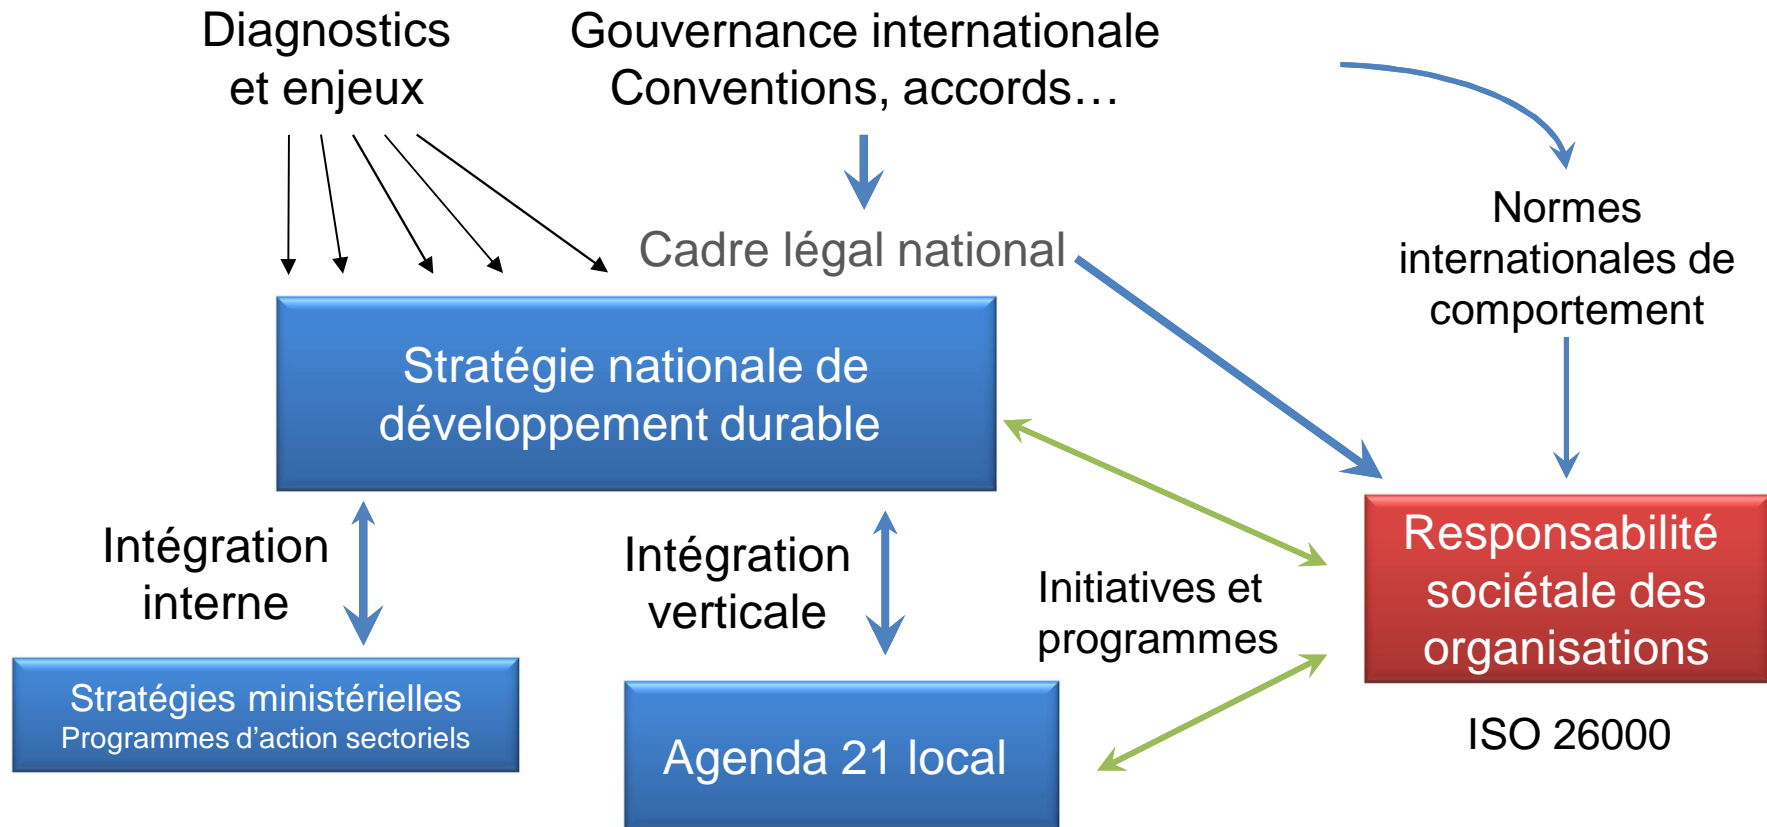 Diagnostics
et enjeux
Gouvernance internationale
Conventions, accords…
Normes
internationales de
comportement
Cadre légal national
Stratégie nationale de
développement durable
Intégration
interne
Intégration
verticale
Initiatives et
programmes
Responsabilité
sociétale des
organisations
ISO 26000
Stratégies ministérielles
Programmes d’action sectoriels
Agenda 21 local